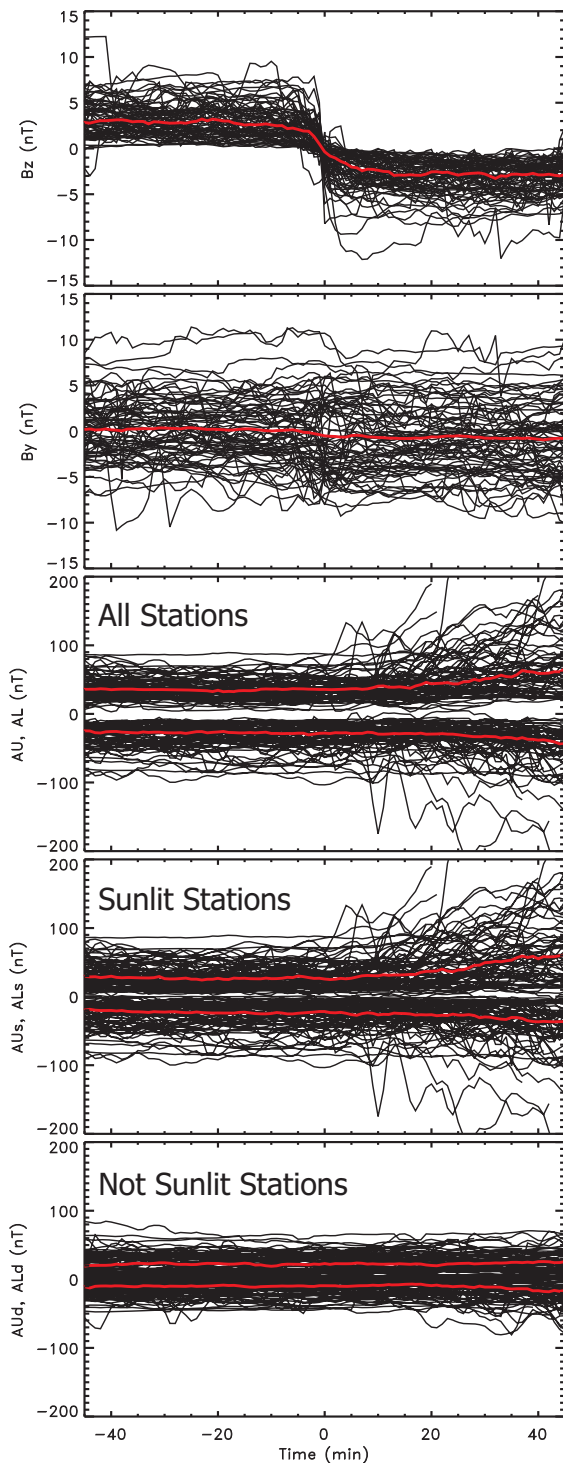 15
10
5
0
−5
−10
−15
Bz (nT)
15
10
5
0
−5
−10
−15
By (nT)
200
100
0
−100
−200
AU, AL (nT)
All Stations
200
100
0
−100
−200
AUs, ALs (nT)
Sunlit Stations
200
100
0
−100
−200
AUd, ALd (nT)
Not Sunlit Stations
−40 −20 0 20 40
Time (min)